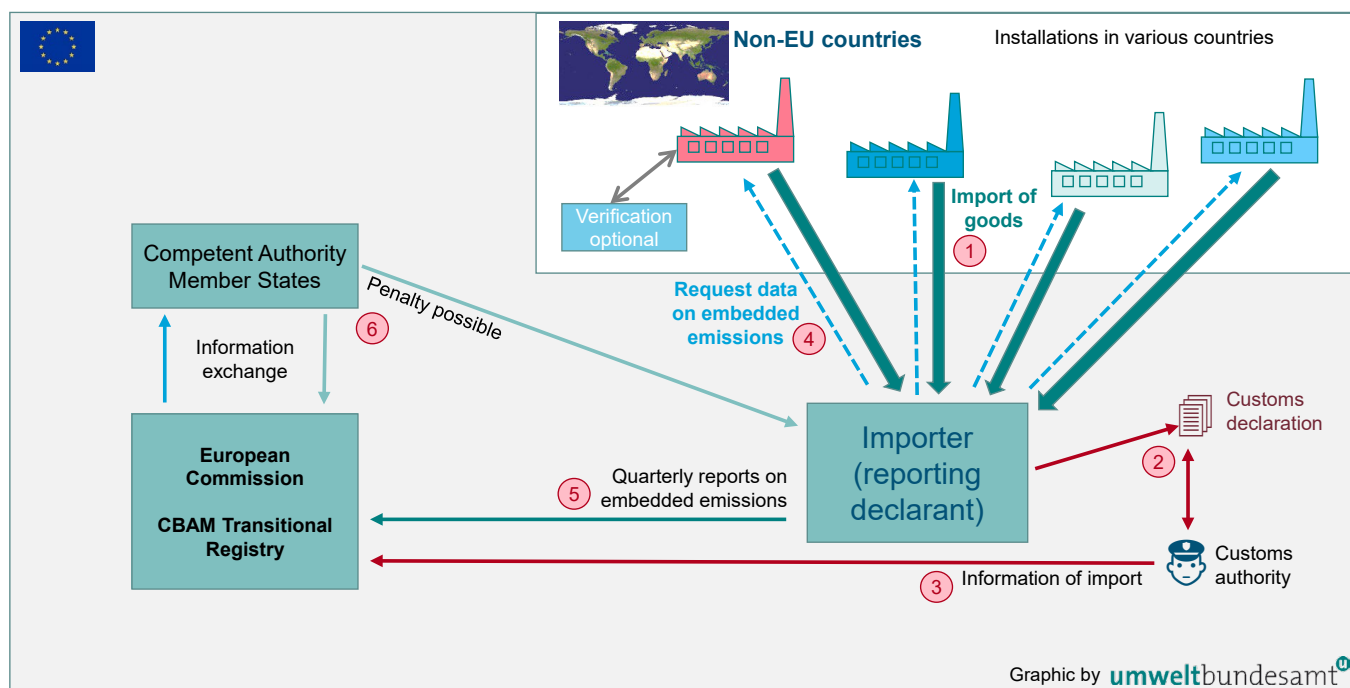 Non-EU countries
Installations in various countries
Verification
optional
Import of
goods
1
Competent Authority
Member States
Penalty possible
Request data
on embedded
emissions
4
6
Information
exchange
European
Commission
CBAM Transitional
Registry
Quarterly reports on
embedded emissions
5
Importer
(reporting
declarant)
Customs
declaration
2
Customs
authority
3
Information of import
Graphic by umweltbundesamt
u